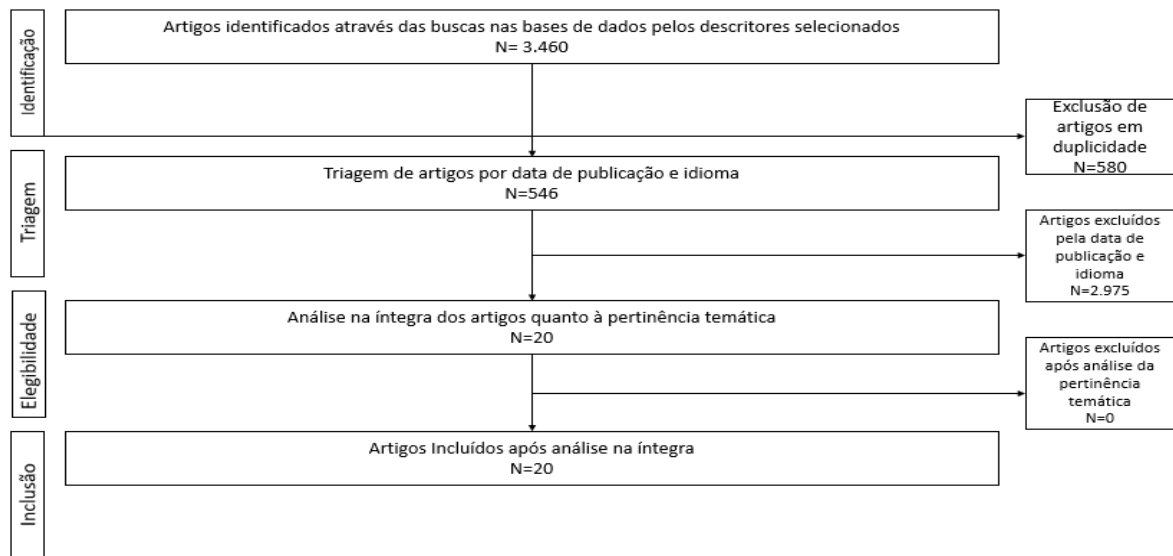 Identificação
Artigos identificados através das buscas nas bases de dados pelos descritores selecionados
N= 3.460
Exclusão de
artigos em
duplicidade
N=580
Triagem
Triagem de artigos por data de publicação e idioma
N=546
Artigos excluídos
pela data de
publicação e
idioma
N=2.975
Elegibilidade
Análise na íntegra dos artigos quanto à pertinência temática
N=20
Artigos excluídos
após análise da
pertinência
temática
N=0
Inclusão
Artigos Incluídos após análise na íntegra
N=20